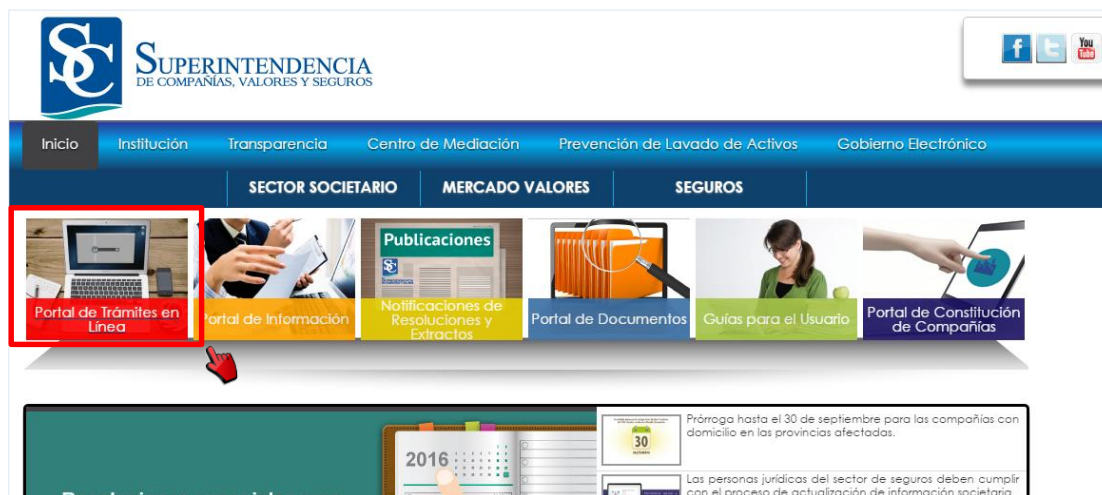 SC
SUPERINTENDENCIA
DE COMPAÑÍAS, VALORES Y SEGUROS
f t You Tube
Inicio Institución Transparencia Centro de Mediación Prevención de Lavado de Activos Gobierno Electrónico
SECTOR SOCIETARIO MERCADO VALORES SEGUROS
Publicaciones
Portal de Trámites en
Línea
Portal de Información
Notificaciones de
Resoluciones y
Extractos
Portal de Documentos
Guías para el Usuario
Portal de Constitución
de Compañías
2016
30
Prórroga hasta el 30 de septiembre para las compañías con
domicilio en las provincias afectadas.
Las personas jurídicas del sector de seguros deben cumplir
con el proceso de actualización de información societaria